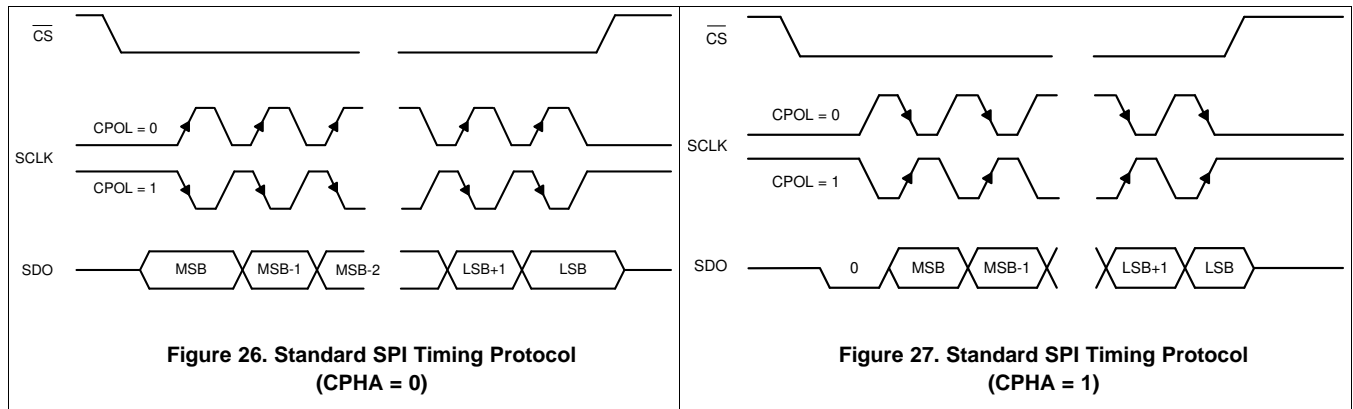 CS
CPOL = 0
SCLK
CPOL = 1
SDO
MSB
MSB-1
MSB-2
LSB+1
LSB
Figure 26. Standard SPI Timing Protocol
(CPHA = 0)
CS
CPOL = 0
SCLK
CPOL = 1
SDO
0
MSB
MSB-1
LSB+1
LSB
Figure 27. Standard SPI Timing Protocol
(CPHA = 1)